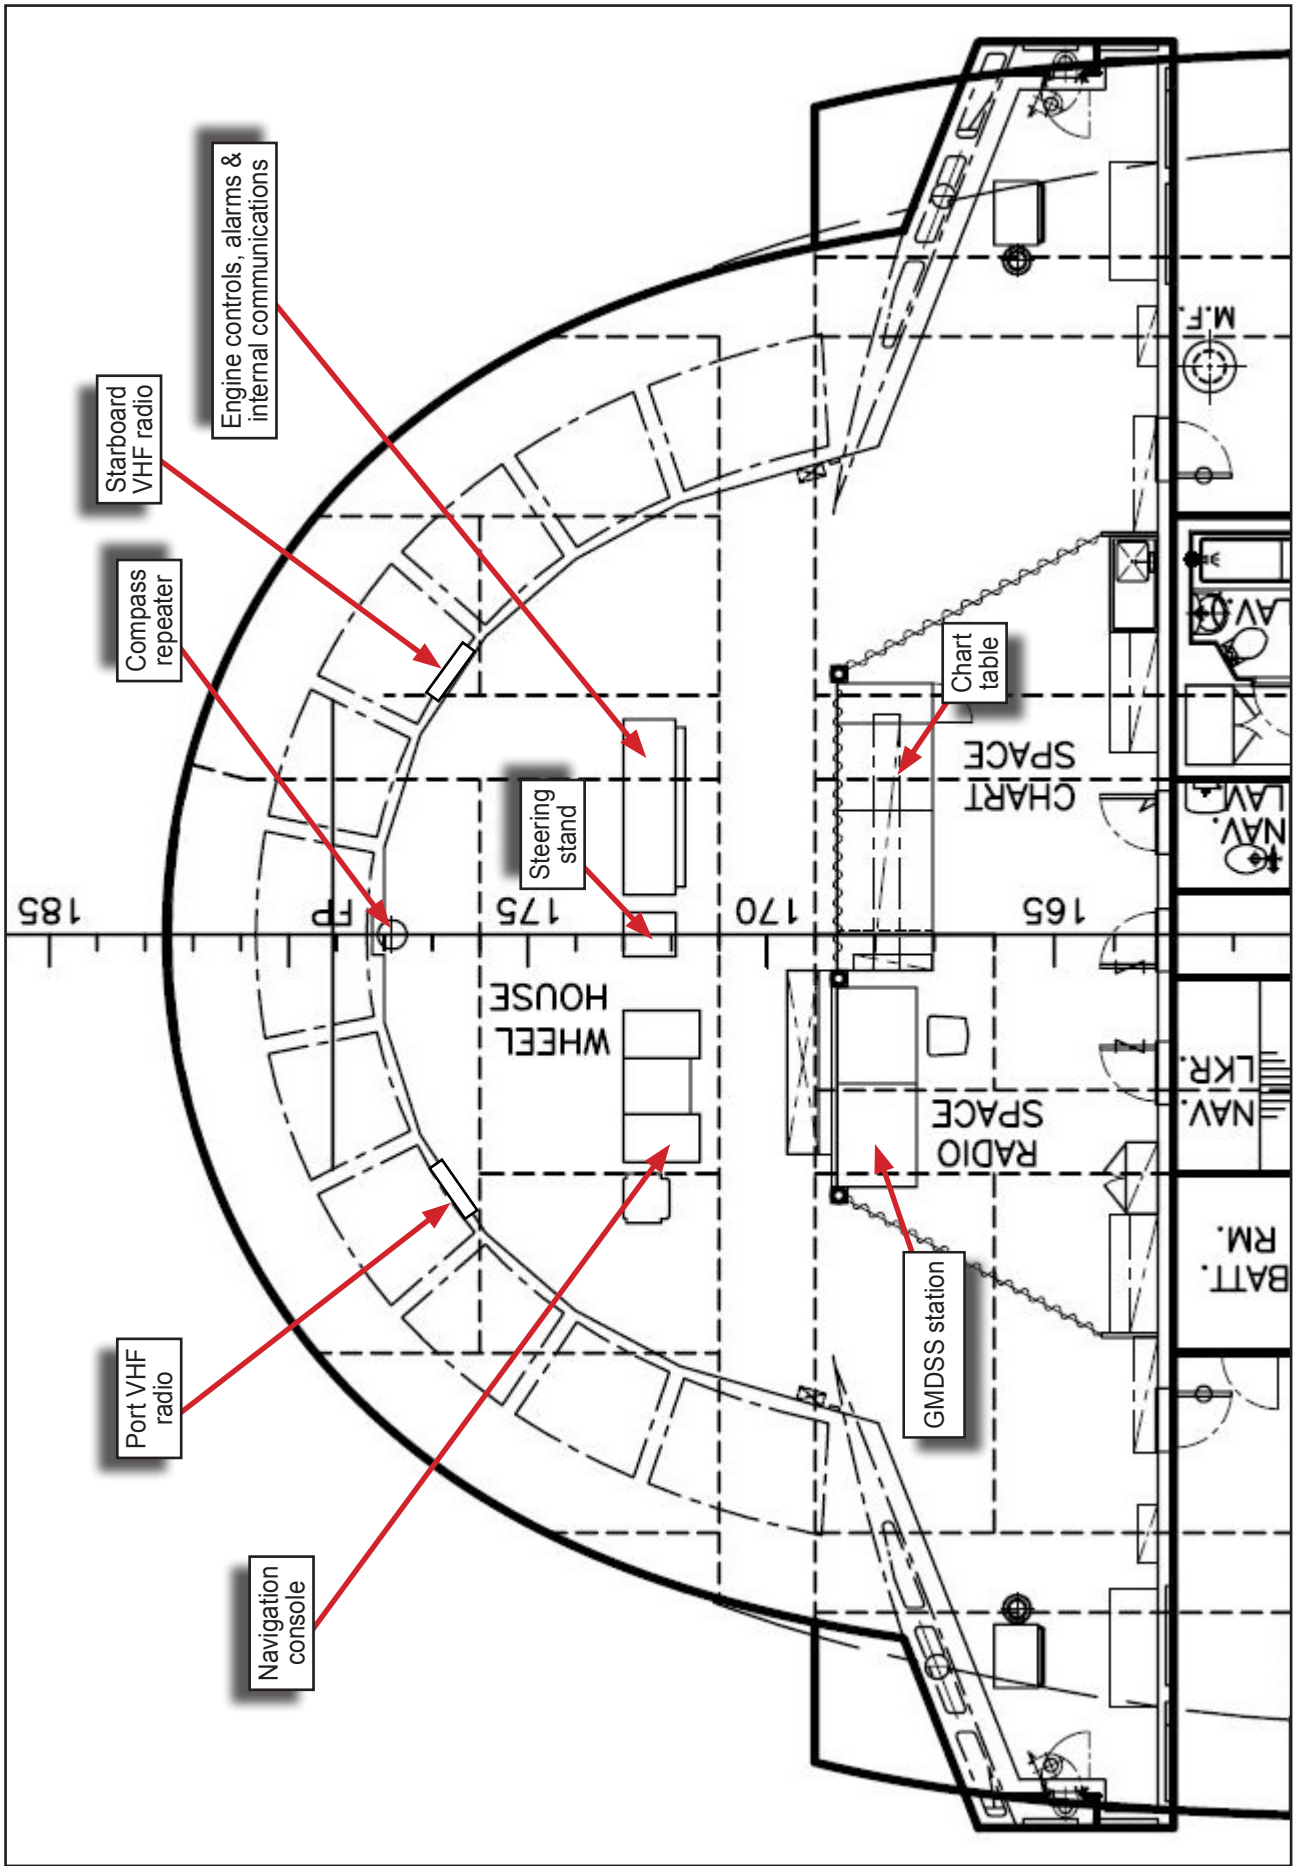 Engine controls, alarms &
internal communications
Starboard
VHF radio
Compass
repeater
Steering
stand
Chart
table
Port VHF
radio
Navigation
console
GMDSS station
185
FP
175
170
165
WHEEL
HOUSE
CHART
SPACE
RADIO
SPACE
M.F.
AV.
NAV.
LAV
NAV.
LKR.
BATT.
RM.